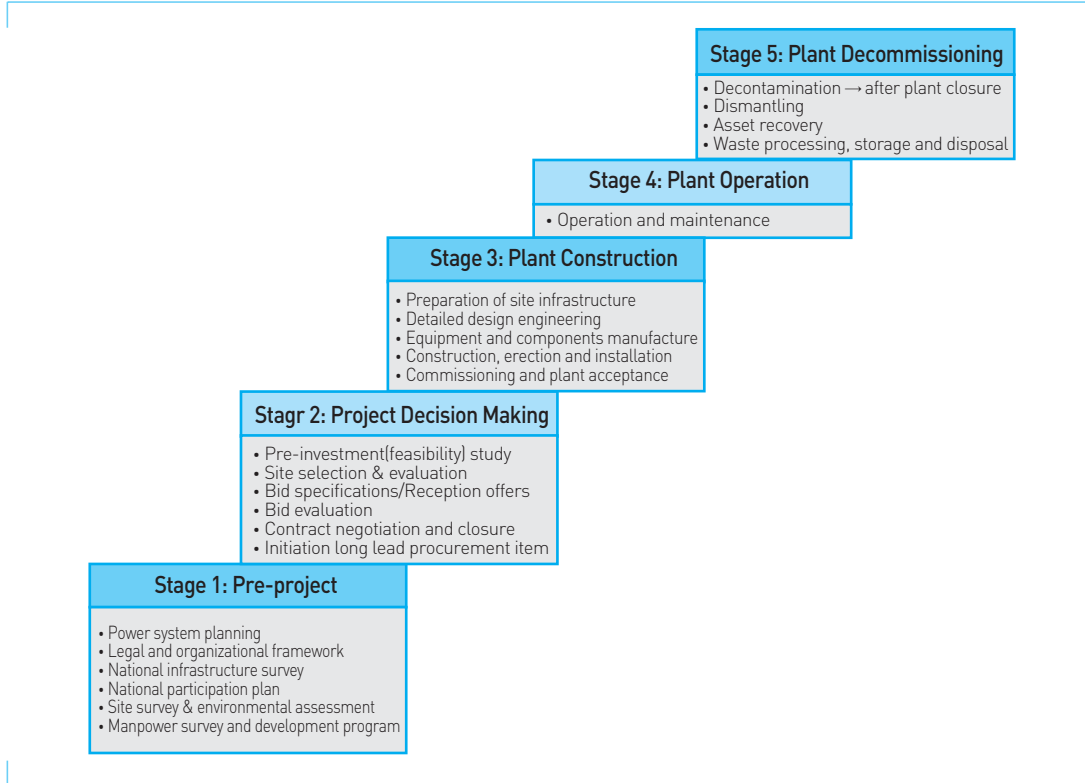 Stage 5: Plant Decommissioning
• Decontamination → after plant closure
• Dismantling
• Asset recovery
• Waste processing, storage and disposal
Stage 4: Plant Operation
• Operation and maintenance
Stage 3: Plant Construction
• Preparation of site infrastructure
• Detailed design engineering
• Equipment and components manufacture
• Construction, erection and installation
• Commissioning and plant acceptance
Stagr 2: Project Decision Making
• Pre-investment(feasibility) study
• Site selection & evaluation
• Bid specifications/Reception offers
• Bid evaluation
• Contract negotiation and closure
• Initiation long lead procurement item
Stage 1: Pre-project
• Power system planning
• Legal and organizational framework
• National infrastructure survey
• National participation plan
• Site survey & environmental assessment
• Manpower survey and development program